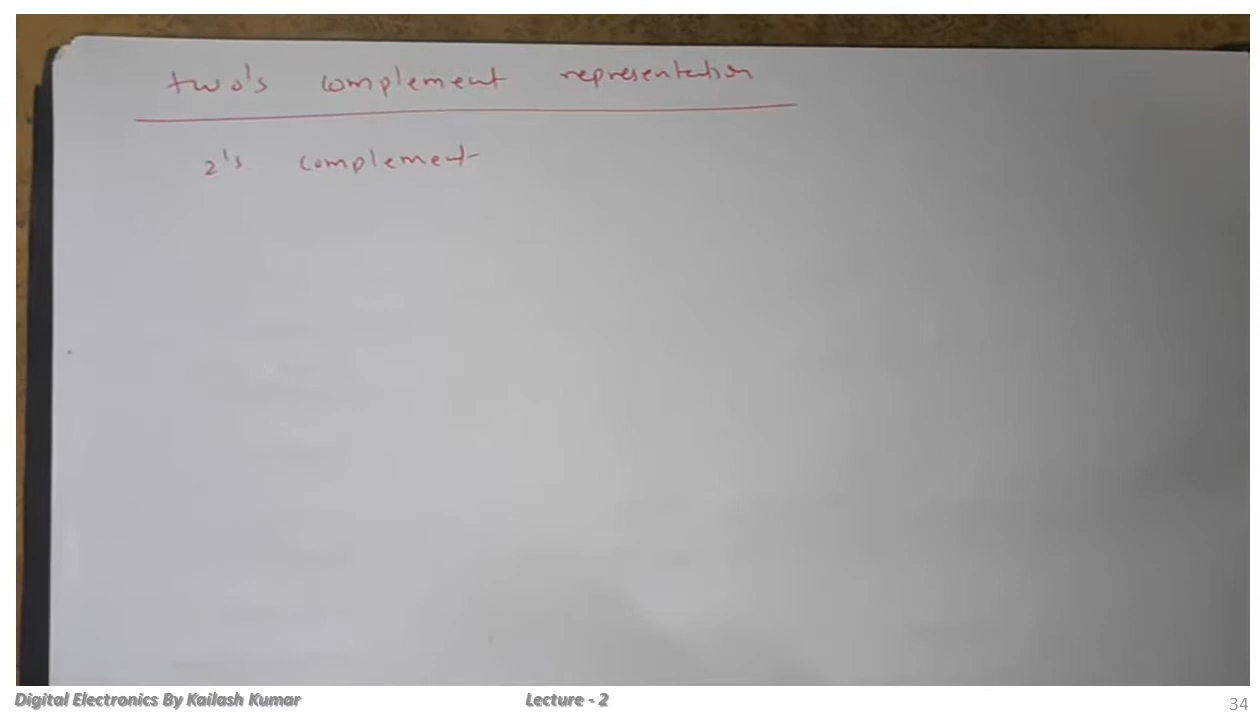 two's complement representation
2's complement
Digital Electronics By Kailash Kumar Lecture - 2 34